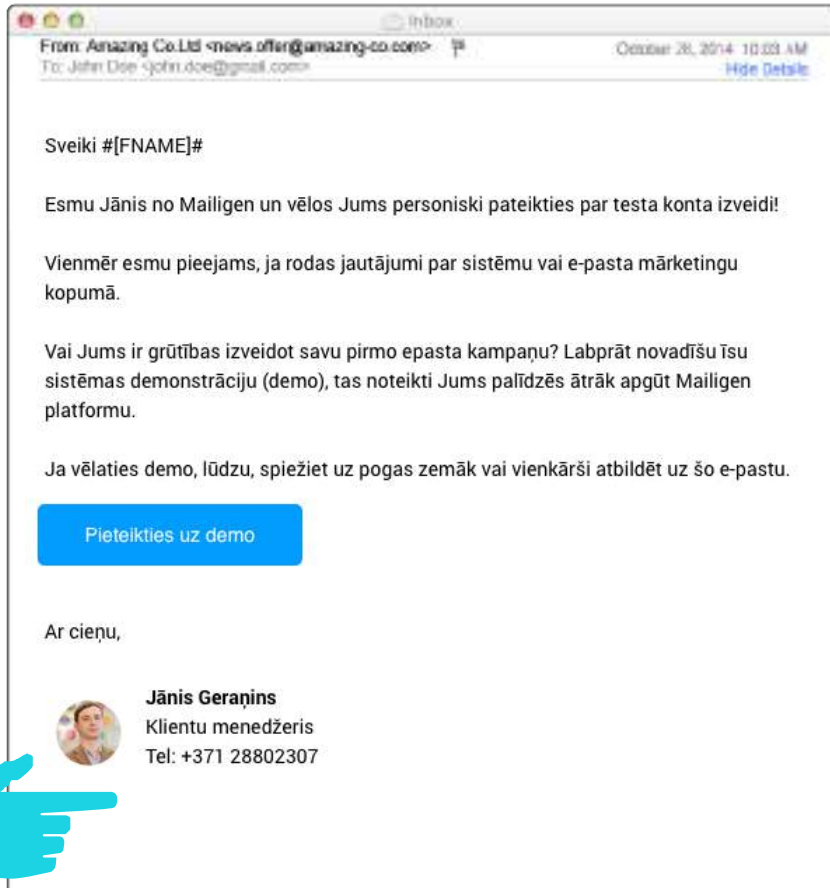 Inbox
From: Amazing Co.Ltd <news.offer@amazing-co.com>
October 28, 2014 10:03 AM
To: John Doe <john.doe@gmail.com>
Hide Details
Sveiki #[FNAME]#
Esmu Jānis no Mailigen un vēlos Jums personiski pateikties par testa konta izveidi!
Vienmēr esmu pieejams, ja rodas jautājumi par sistēmu vai e-pasta mārketingu
kopumā.
Vai Jums ir grūtības izveidot savu pirmo epasta kampaņu? Labprāt novadīšu īsu
sistēmas demonstrāciju (demo), tas noteikti Jums palīdzēs ātrāk apgūt Mailigen
platformu.
Ja vēlaties demo, lūdzu, spiežiet uz pogas zemāk vai vienkārši atbildēt uz šo e-pastu.
Pieteikties uz demo
Ar cieņu,
Jānis Geraņins
Klientu menedžeris
Tel: +371 28802307